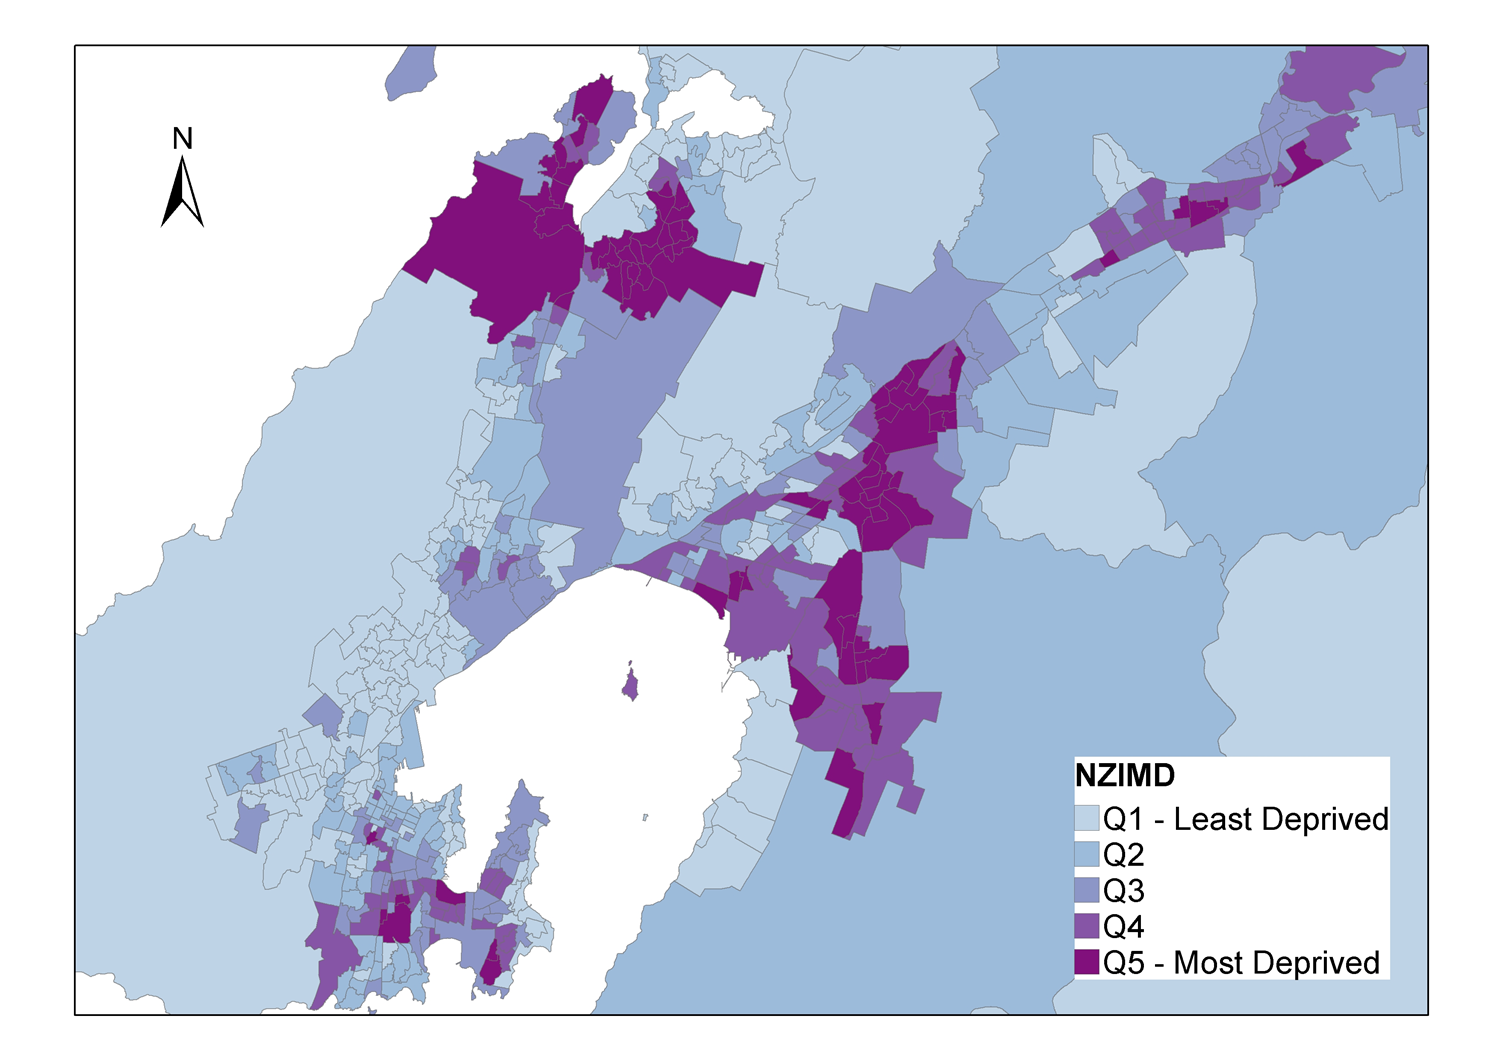 N
NZIMD
Q1 - Least Deprived
Q2
Q3
Q4
Q5 - Most Deprived